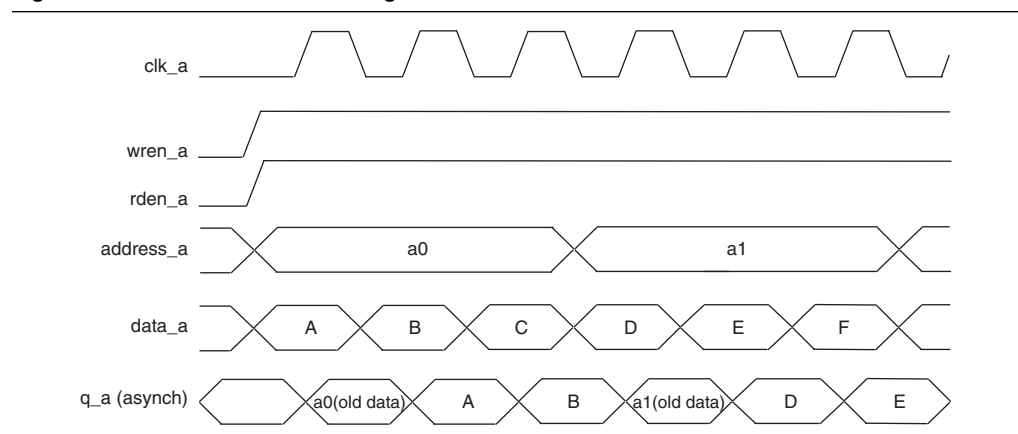 clk_a
wren_a
rden_a
address_a a0 a1
data_a A B C D E F
q_a (asynch) a0(old data) A B a1(old data) D E